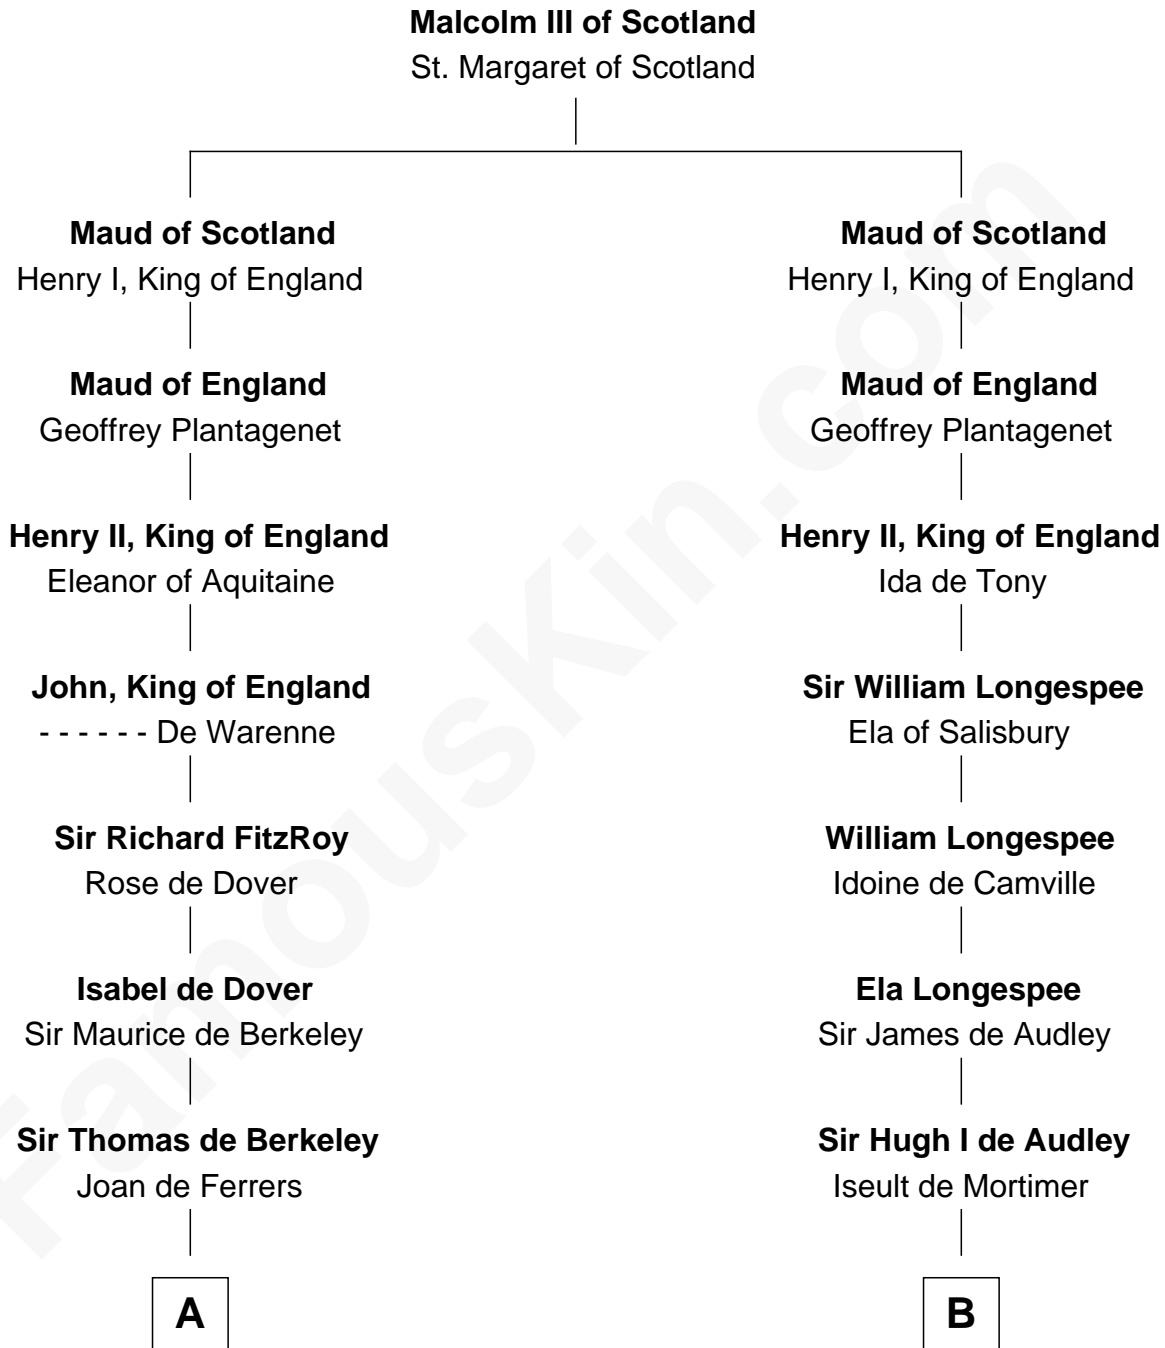 Malcolm III of Scotland
St. Margaret of Scotland
Maud of Scotland
Henry I, King of England
Maud of England
Geoffrey Plantagenet
Henry II, King of England
Eleanor of Aquitaine
John, King of England
- - - - - - De Warenne
Sir Richard FitzRoy
Rose de Dover
Isabel de Dover
Sir Maurice de Berkeley
Sir Thomas de Berkeley
Joan de Ferrers
A
Maud of Scotland
Henry I, King of England
Maud of England
Geoffrey Plantagenet
Henry II, King of England
Ida de Tony
Sir William Longespee
Ela of Salisbury
William Longespee
Idoine de Camville
Ela Longespee
Sir James de Audley
Sir Hugh I de Audley
Iseult de Mortimer
B
FamousKin.com